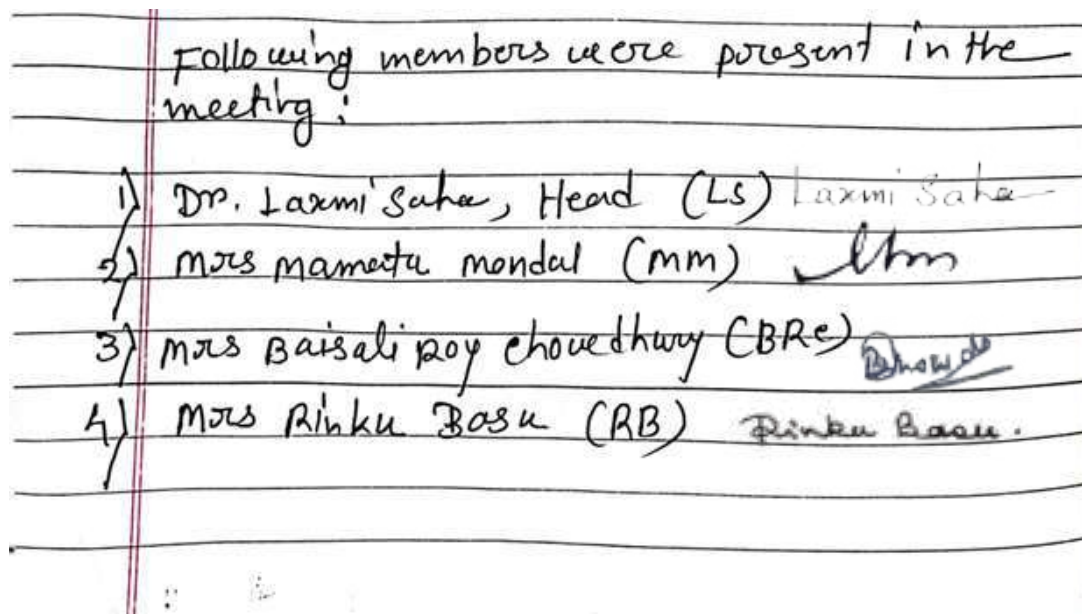 Following members were present in the
meeting :
1) Dr. Laxmi Saha, Head (LS) Laxmi Saha
2) Mrs Mamata Mondal (MM)
3) Mrs Baisali Roy Chowdhury (BRC)
4) Mrs Rinku Basu (RB) Rinku Basu.